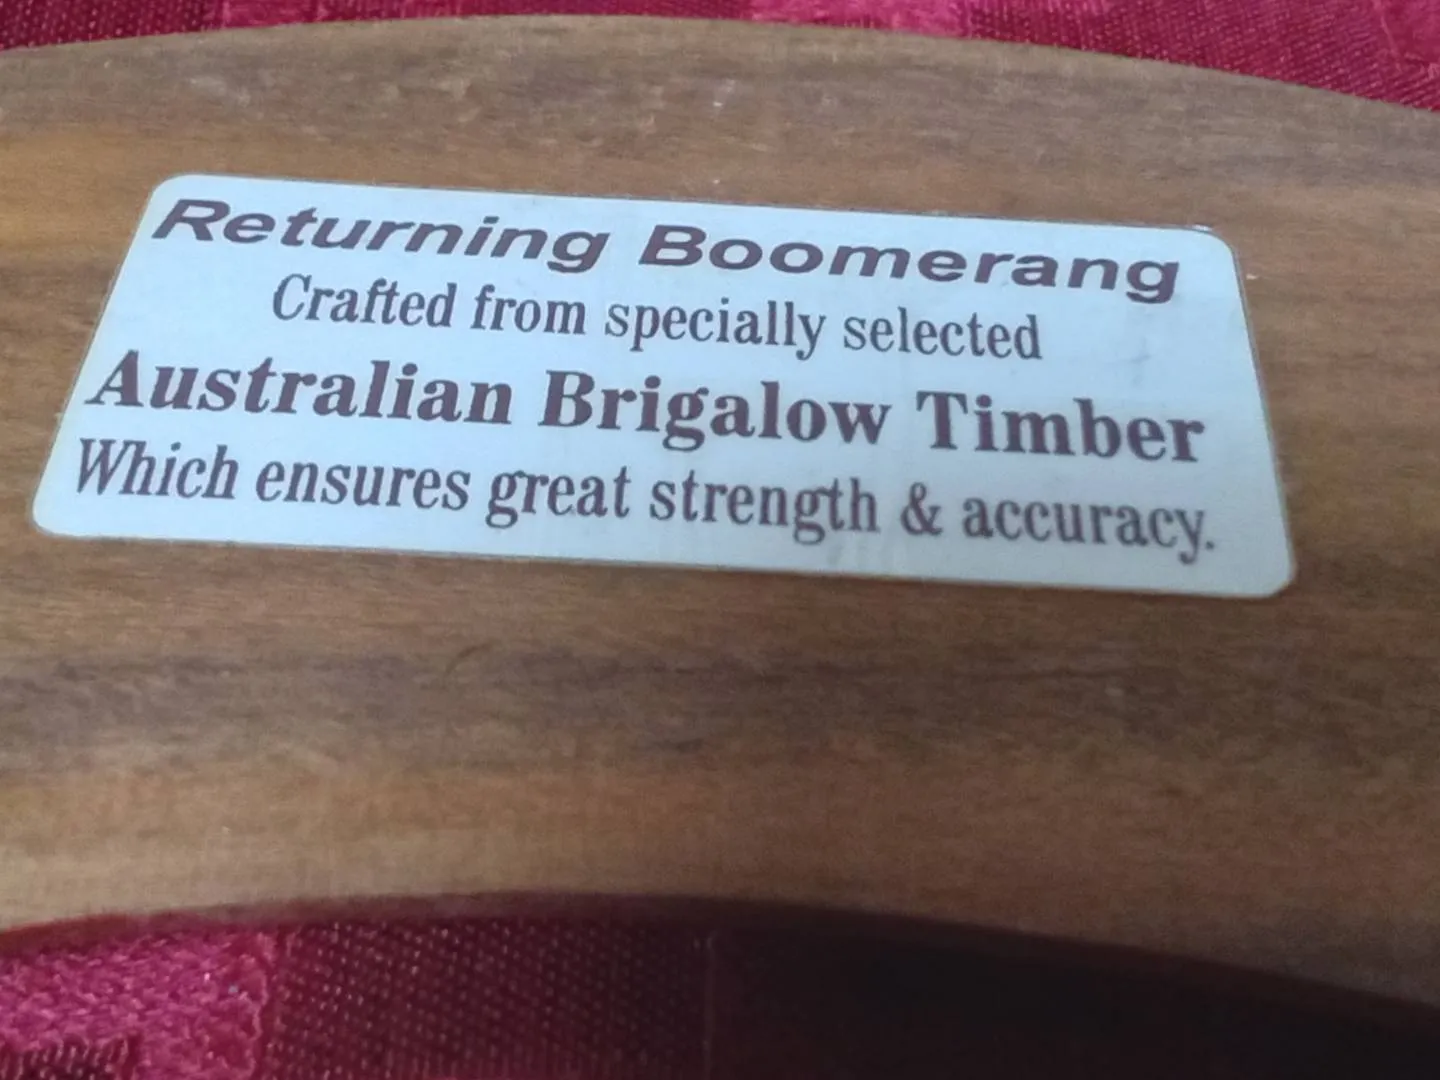 Returning Boomerang
Crafted from specially selected
Australian Brigalow Timber
Which ensures great strength & accuracy.